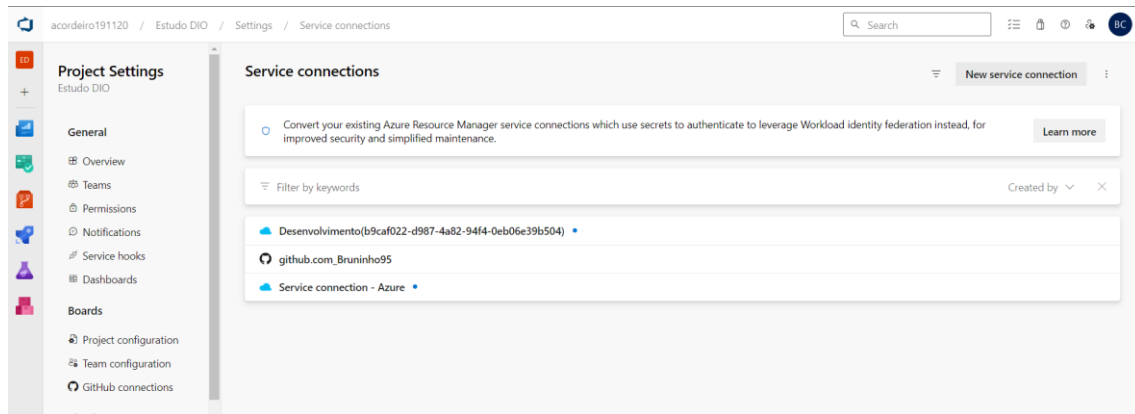 acordeiro191120 / Estudo DIO / Settings / Service connections
Search
BC
ED
Project Settings
Estudo DIO
General
Overview
Teams
Permissions
Notifications
Service hooks
Dashboards
Boards
Project configuration
Team configuration
GitHub connections
Service connections
New service connection
Convert your existing Azure Resource Manager service connections which use secrets to authenticate to leverage Workload identity federation instead, for
improved security and simplified maintenance.
Learn more
Filter by keywords
Created by
Desenvolvimento(b9caf022-d987-4a82-94f4-0eb06e39b504)
github.com_Bruninho95
Service connection - Azure